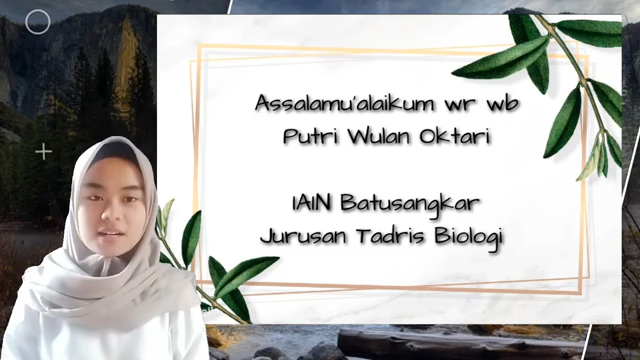 Assalamu'alaikum wr wb
Putri Wulan Oktari
IAIN Batusangkar
Jurusan Tadris Biologi